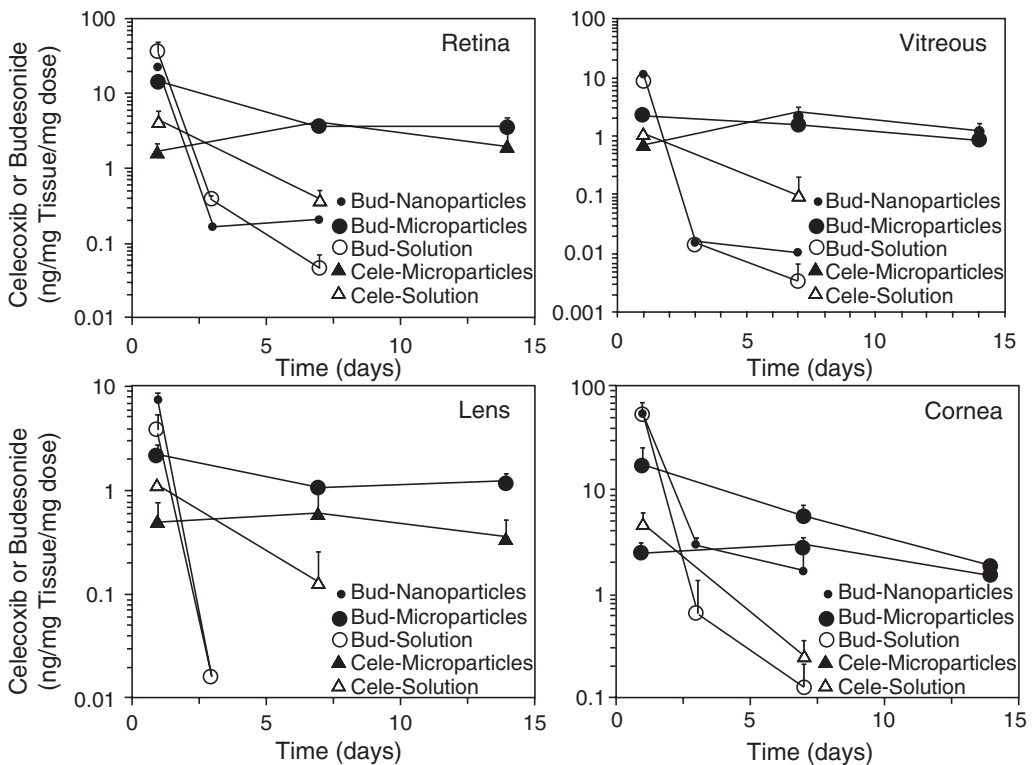 Celecoxib or Budesonide
(ng/mg Tissue/mg dose)
100
10
1
0.1
0.01
Retina
Bud-Nanoparticles
Bud-Microparticles
Bud-Solution
Cele-Microparticles
Cele-Solution
0 5 10 15
Time (days)
100
10
1
0.1
0.01
0.001
Vitreous
Bud-Nanoparticles
Bud-Microparticles
Bud-Solution
Cele-Microparticles
Cele-Solution
0 5 10 15
Time (days)
Celecoxib or Budesonide
(ng/mg Tissue/mg dose)
10
1
0.1
0.01
Lens
Bud-Nanoparticles
Bud-Microparticles
Bud-Solution
Cele-Microparticles
Cele-Solution
0 5 10 15
Time (days)
100
10
1
0.1
Cornea
Bud-Nanoparticles
Bud-Microparticles
Bud-Solution
Cele-Microparticles
Cele-Solution
0 5 10 15
Time (days)